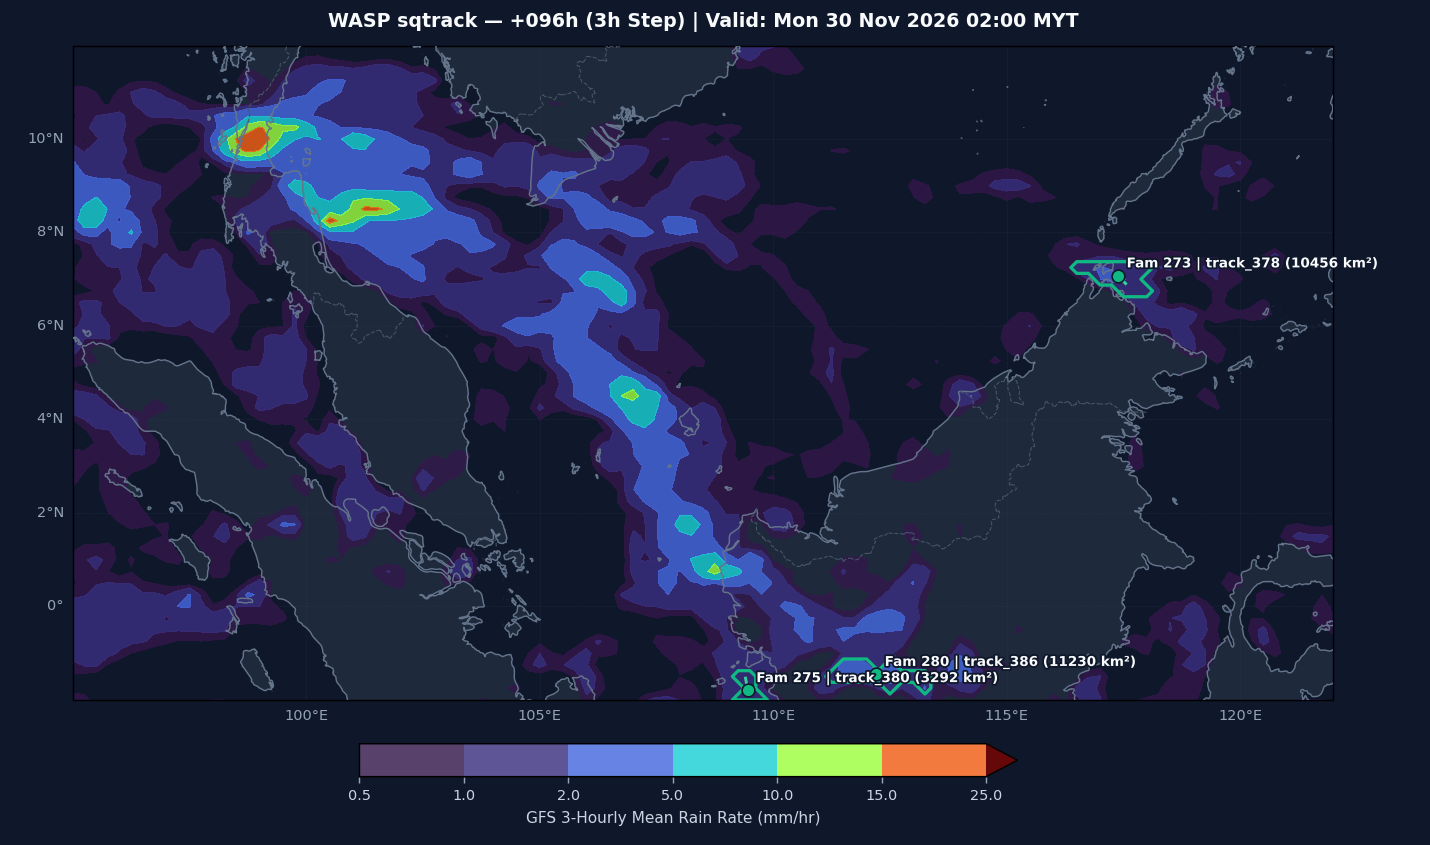 WASP sqtrack — +096h (3h Step) | Valid: Mon 30 Nov 2026 02:00 MYT
10°N
8°N
6°N
4°N
2°N
0°
Fam 273 | track_378 (10456 km²)
Fam 280 | track_386 (11230 km²)
Fam 275 | track_380 (3292 km²)
100°E
105°E
110°E
115°E
120°E
0.5
1.0
2.0
5.0
10.0
15.0
25.0
GFS 3-Hourly Mean Rain Rate (mm/hr)